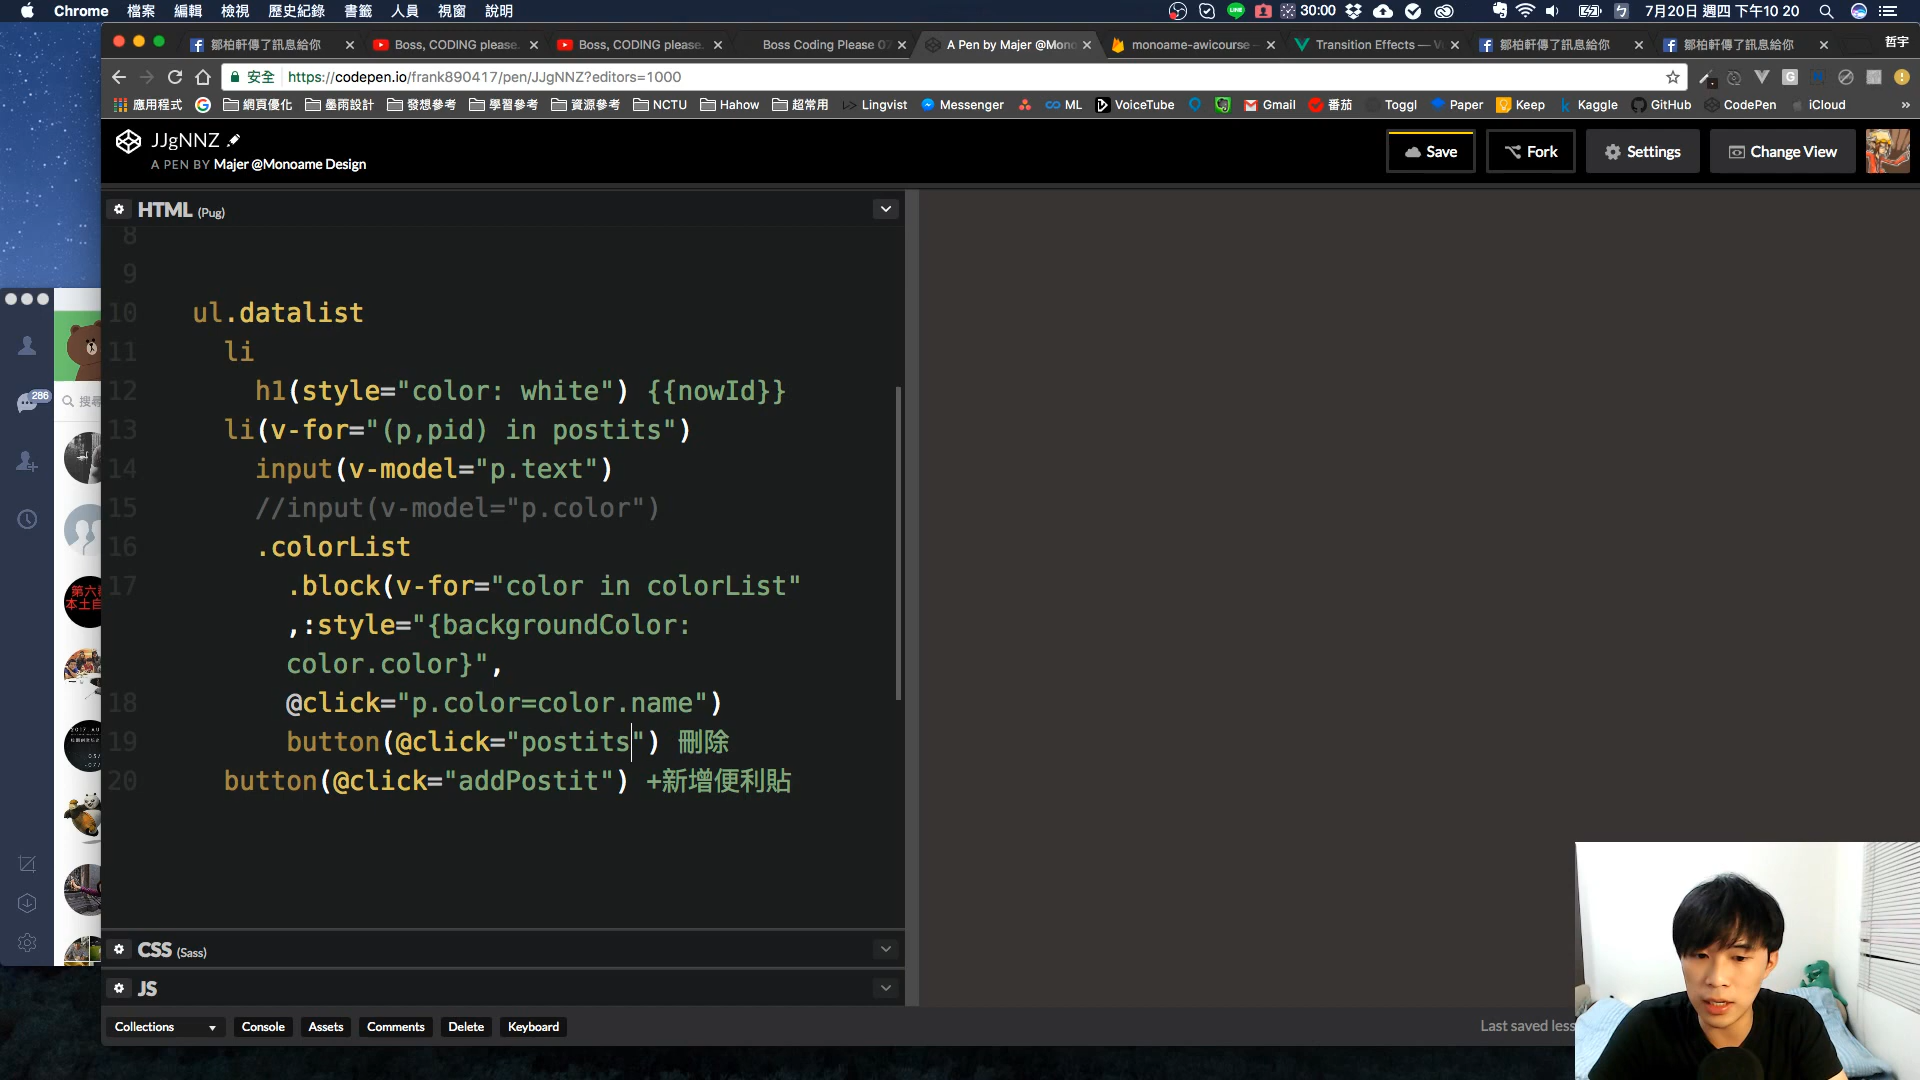 Chrome 檔案 編輯 檢視 歷史紀錄 書籤 人員 視窗 說明 30:00 7月20日 週四 下午10 20
鄒柏軒傳了訊息給你 Boss, CODING please. Boss, CODING please. Boss Coding Please 07 A Pen by Majer @Mono monoame-awicourse Transition Effects — V 鄒柏軒傳了訊息給你 鄒柏軒傳了訊息給你 哲宇
安全 https://codepen.io/frank890417/pen/JJgNNZ?editors=1000
應用程式 網頁優化 墨雨設計 發想參考 學習參考 資源參考 NCTU Hahow 超常用 Lingvist Messenger ML VoiceTube Gmail 番茄 Toggl Paper Keep Kaggle GitHub CodePen iCloud »
JJgNNZ
A PEN BY Majer @Monoame Design
Save Fork Settings Change View
HTML (Pug)
8
9
10 ul.datalist
11 li
12 h1(style="color: white") {{nowId}}
13 li(v-for="(p,pid) in postits")
14 input(v-model="p.text")
15 //input(v-model="p.color")
16 .colorList
17 .block(v-for="color in colorList"
,:style="{backgroundColor:
color.color}",
18 @click="p.color=color.name")
19 button(@click="postits") 刪除
20 button(@click="addPostit") +新增便利貼
CSS (Sass)
JS
Collections Console Assets Comments Delete Keyboard
Last saved less
286
搜尋
第六
本土自